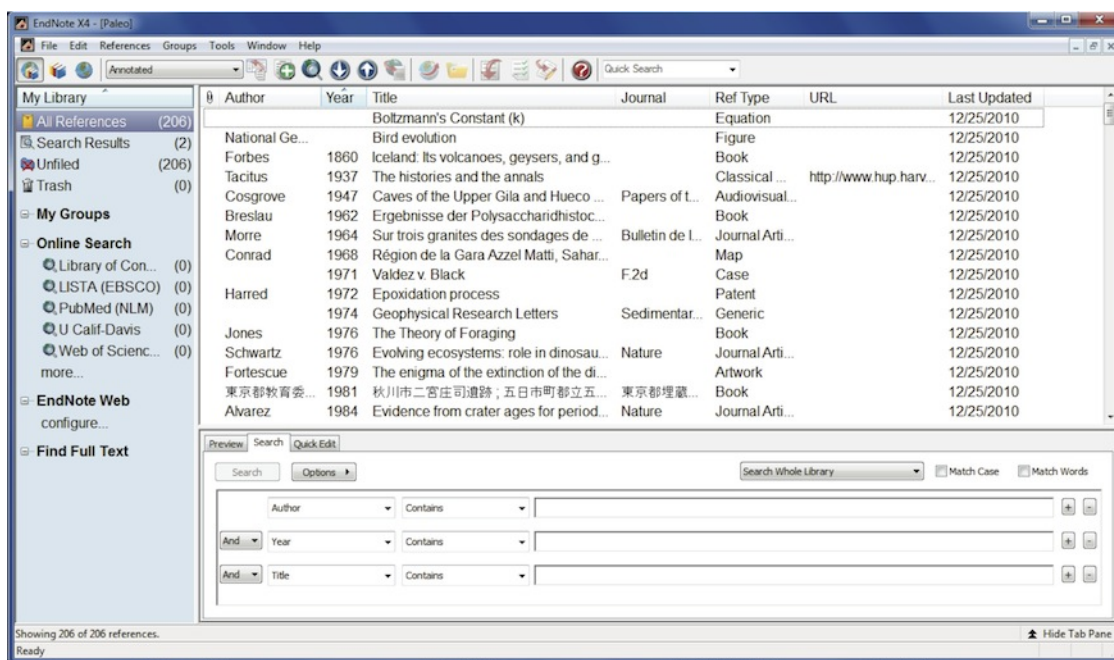 EndNote X4 - [Paleo]
File Edit References Groups Tools Window Help
Annotated Quick Search
My Library
All References (206)
Search Results (2)
Unfiled (206)
Trash (0)
My Groups
Online Search
Library of Con... (0)
LISTA (EBSCO) (0)
PubMed (NLM) (0)
U Calif-Davis (0)
Web of Scienc... (0)
more...
EndNote Web
configure...
Find Full Text
Author Year Title Journal Ref Type URL Last Updated
Boltzmann's Constant (k) Equation 12/25/2010
National Ge... Bird evolution Figure 12/25/2010
Forbes 1860 Iceland: Its volcanoes, geysers, and g... Book 12/25/2010
Tacitus 1937 The histories and the annals Classical ... http://www.hup.harv... 12/25/2010
Cosgrove 1947 Caves of the Upper Gila and Hueco ... Papers of t... Audiovisual... 12/25/2010
Breslau 1962 Ergebnisse der Polysaccharidhistoc... Book 12/25/2010
Morre 1964 Sur trois granites des sondages de ... Bulletin de l... Journal Arti... 12/25/2010
Conrad 1968 Région de la Gara Azzel Matti, Sahar... Map 12/25/2010
1971 Valdez v. Black F.2d Case 12/25/2010
Harred 1972 Epoxidation process Patent 12/25/2010
1974 Geophysical Research Letters Sedimentar... Generic 12/25/2010
Jones 1976 The Theory of Foraging Book 12/25/2010
Schwartz 1976 Evolving ecosystems: role in dinosau... Nature Journal Arti... 12/25/2010
Fortescue 1979 The enigma of the extinction of the di... Artwork 12/25/2010
東京都教育委... 1981 秋川市二宮庄司遺跡 ; 五日市町都立五... 東京都埋蔵... Book 12/25/2010
Alvarez 1984 Evidence from crater ages for period... Nature Journal Arti... 12/25/2010
Preview Search Quick Edit
Search Options Search Whole Library Match Case Match Words
Author Contains
And Year Contains
And Title Contains
Showing 206 of 206 references. Hide Tab Pane
Ready